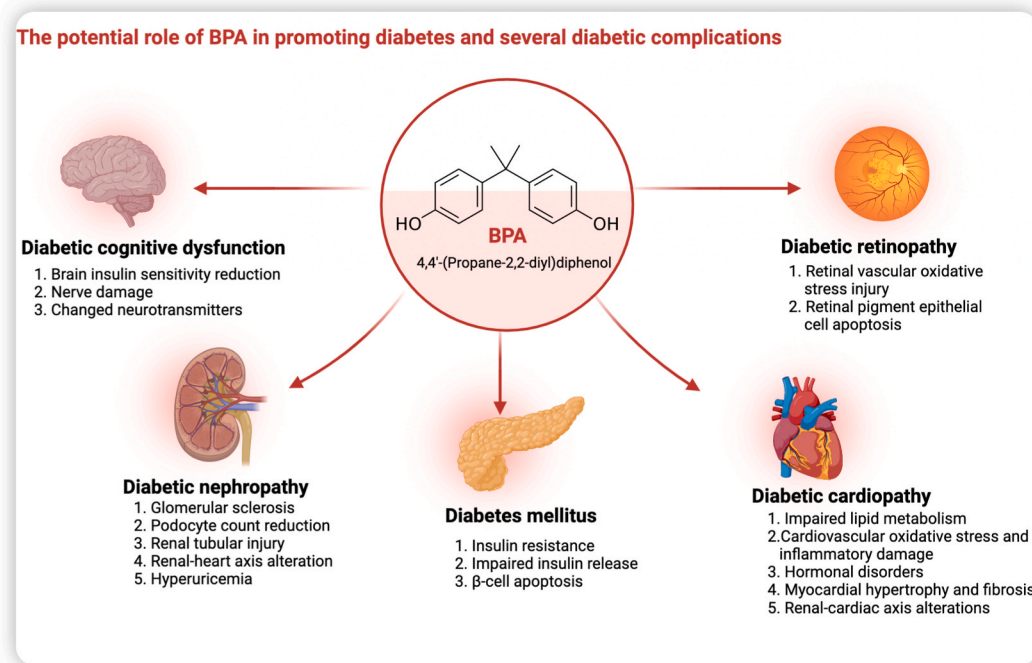 The potential role of BPA in promoting diabetes and several diabetic complications
HO
OH
BPA
4,4'-(Propane-2,2-diyl)diphenol
Diabetic cognitive dysfunction
1. Brain insulin sensitivity reduction
2. Nerve damage
3. Changed neurotransmitters
Diabetic retinopathy
1. Retinal vascular oxidative
stress injury
2. Retinal pigment epithelial
cell apoptosis
Diabetic nephropathy
1. Glomerular sclerosis
2. Podocyte count reduction
3. Renal tubular injury
4. Renal-heart axis alteration
5. Hyperuricemia
Diabetes mellitus
1. Insulin resistance
2. Impaired insulin release
3. β-cell apoptosis
Diabetic cardiopathy
1. Impaired lipid metabolism
2.Cardiovascular oxidative stress and
inflammatory damage
3. Hormonal disorders
4. Myocardial hypertrophy and fibrosis
5. Renal-cardiac axis alterations